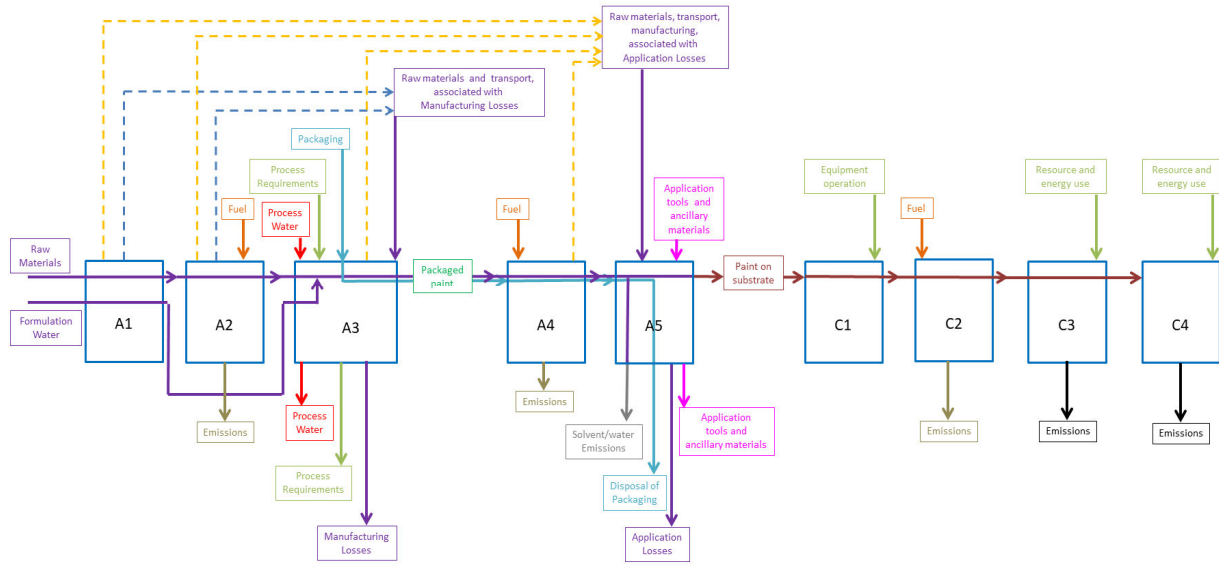 Raw materials, transport,
manufacturing,
associated with
Application Losses
Raw materials and transport,
associated with
Manufacturing Losses
Packaging
Process
Requirements
Equipment
operation
Resource and
energy use
Resource and
energy use
Fuel
Process
Water
Fuel
Application
tools and
ancillary
materials
Fuel
Raw
Materials
Packaged
paint
Paint on
substrate
Formulation
Water
A1
A2
A3
A4
A5
C1
C2
C3
C4
Emissions
Process
Water
Emissions
Solvent/water
Emissions
Application
tools and
ancillary materials
Emissions
Emissions
Emissions
Process
Requirements
Disposal of
Packaging
Manufacturing
Losses
Application
Losses